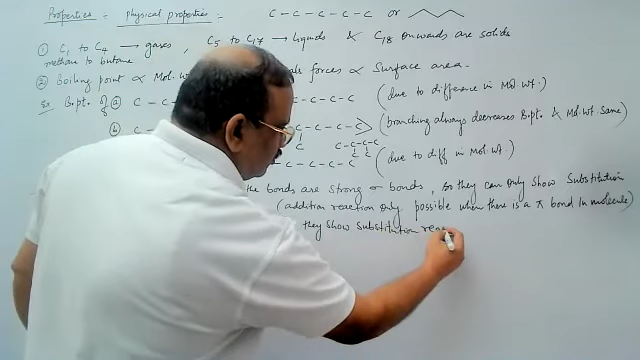 Properties :- physical properties :- C - C - C - C - C or
① C₁ to C₄ → gases , C₅ to C₁₇ → liquids & C₁₈ onwards are solids
methane to butane
② Boiling point ∝ Mol. wt forces ∝ Surface area.
Ex. B.pt. of ⓐ C - C - C - C - C (due to difference in Mol. wt.)
ⓑ C - C - C - C > (branching always decreases B.pt. & Mol. wt. Same)
C C - C - C - C
C C
- C - C - C - C (due to diff in Mol. wt)
the bonds are strong σ bonds, so they can only show Substitution
(addition reaction only possible when there is a π bond in molecule)
they show substitution reac